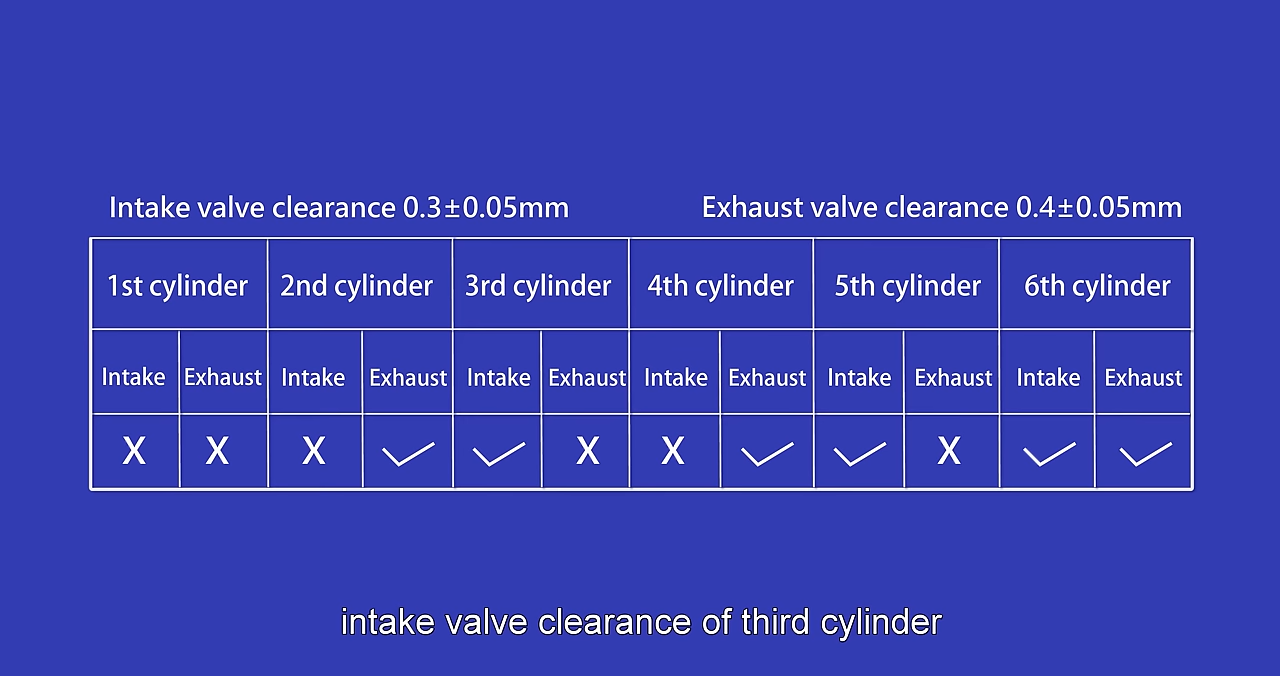 Intake valve clearance 0.3±0.05mm Exhaust valve clearance 0.4±0.05mm
1st cylinder 2nd cylinder 3rd cylinder 4th cylinder 5th cylinder 6th cylinder
Intake Exhaust Intake Exhaust Intake Exhaust Intake Exhaust Intake Exhaust Intake Exhaust
X X X ✓ ✓ X X ✓ ✓ X ✓ ✓
intake valve clearance of third cylinder